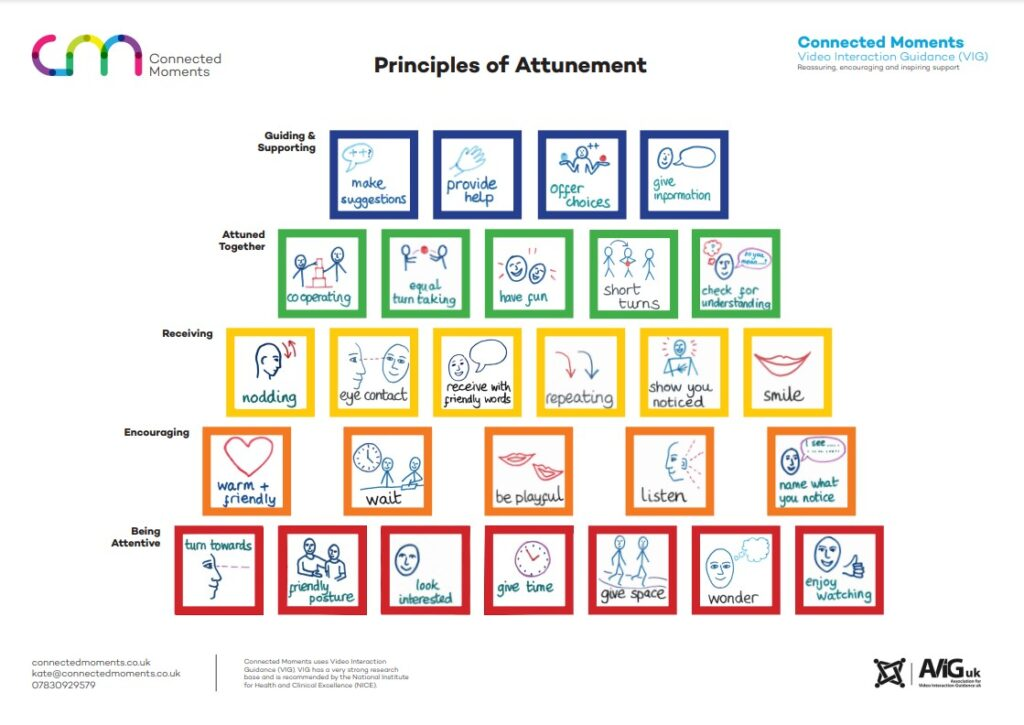 cm Connected
Moments
Principles of Attunement
Connected Moments
Video Interaction Guidance (VIG)
Reassuring, encouraging and inspiring support
Guiding &
Supporting
++?
make
suggestions
provide
help
++
offer
choices
give
information
Attuned
Together
cooperating
equal
turn taking
have fun
short
turns
?
so you
mean...?
check for
understanding
Receiving
nodding
eye contact
receive with
friendly words
repeating
show you
noticed
smile
Encouraging
warm +
friendly
wait
be playful
listen
I see ....
name what
you notice
Being
Attentive
turn towards
friendly
posture
look
interested
give time
give space
wonder
enjoy
watching
connectedmoments.co.uk
kate@connectedmoments.co.uk
07830929579
Connected Moments uses Video Interaction
Guidance (VIG). VIG has a very strong research
base and is recommended by the National Institute
for Health and Clinical Excellence (NICE).
AViGuk
Association for
Video Interaction Guidance uk